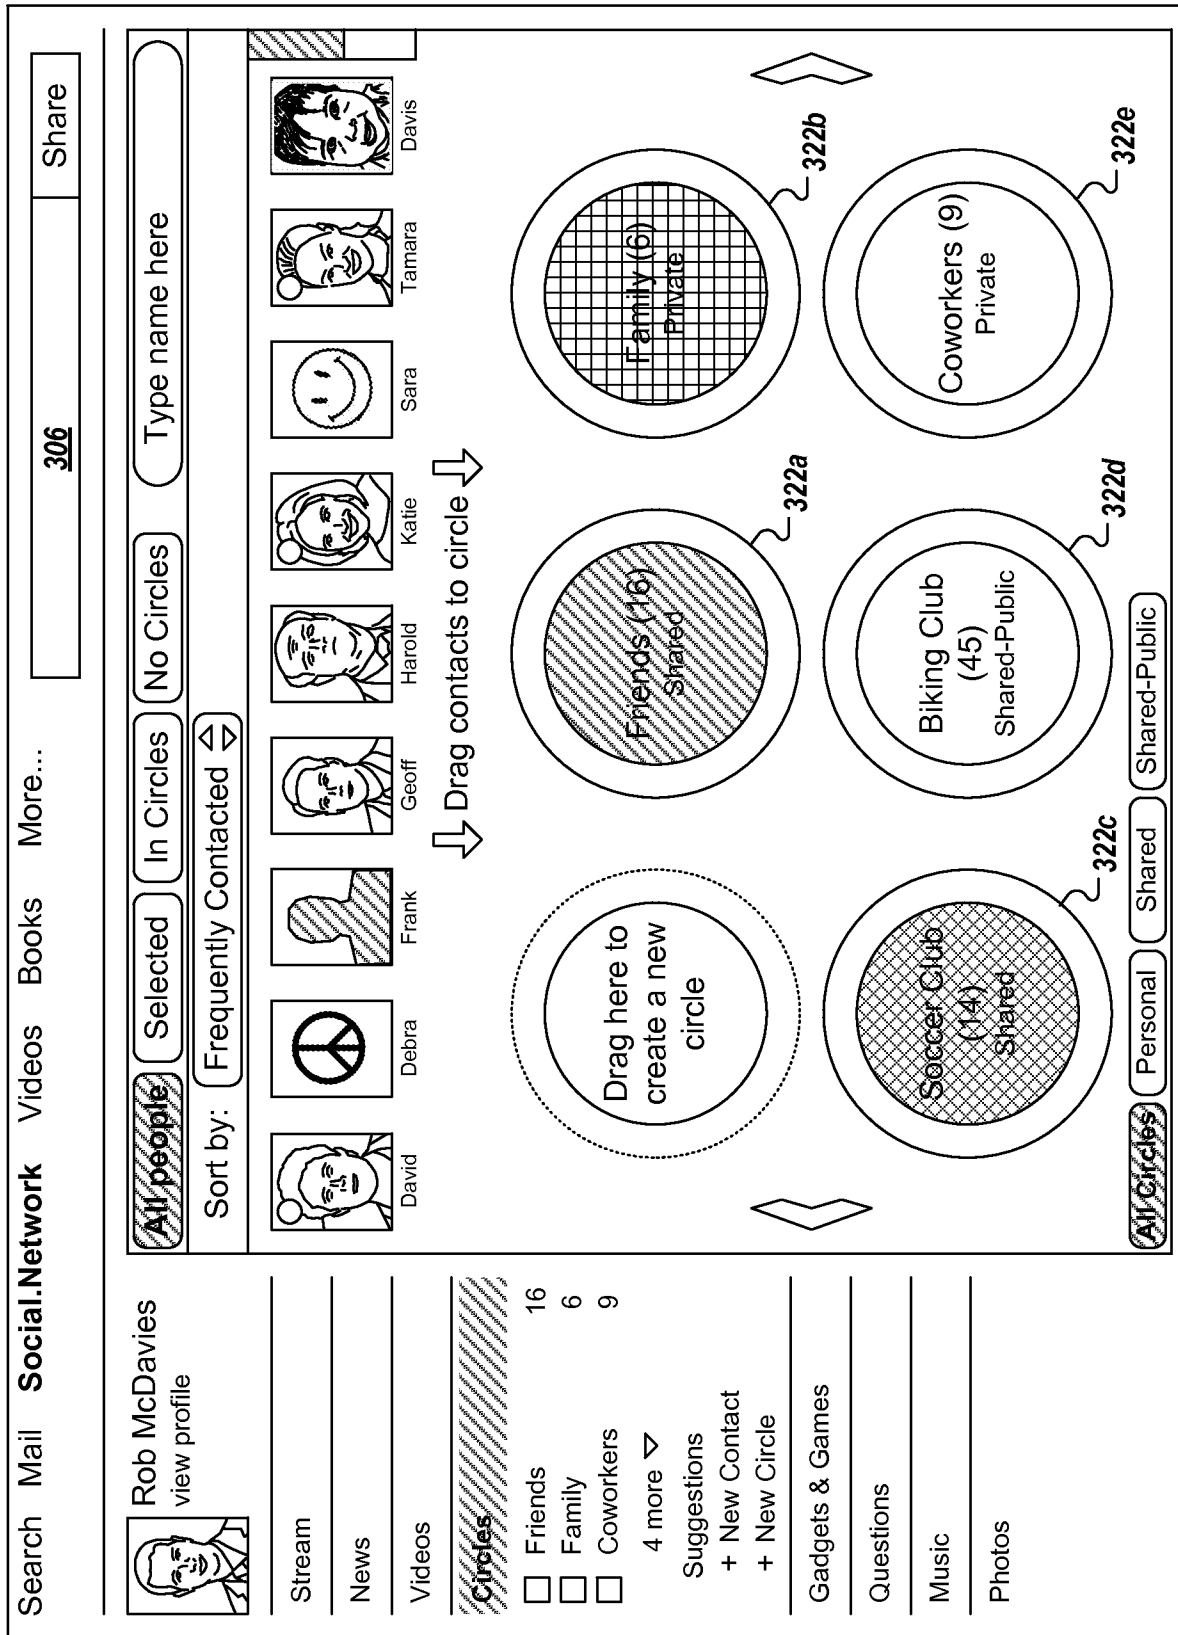 Search Mail Social.Network Videos Books More...
306 Share
Rob McDavies
view profile
Stream
News
Videos
Circles
Friends 16
Family 6
Coworkers 9
4 more
Suggestions
+ New Contact
+ New Circle
Gadgets & Games
Questions
Music
Photos
All people Selected In Circles No Circles Type name here
Sort by: Frequently Contacted
David Debra Frank Geoff Harold Katie Sara Tamara Davis
Drag contacts to circle
Drag here to
create a new
circle
Friends (16)
Shared
322a
Family (6)
Private
322b
Soccer Club
(14)
Shared
322c
Biking Club
(45)
Shared-Public
322d
Coworkers (9)
Private
322e
All Circles Personal Shared Shared-Public